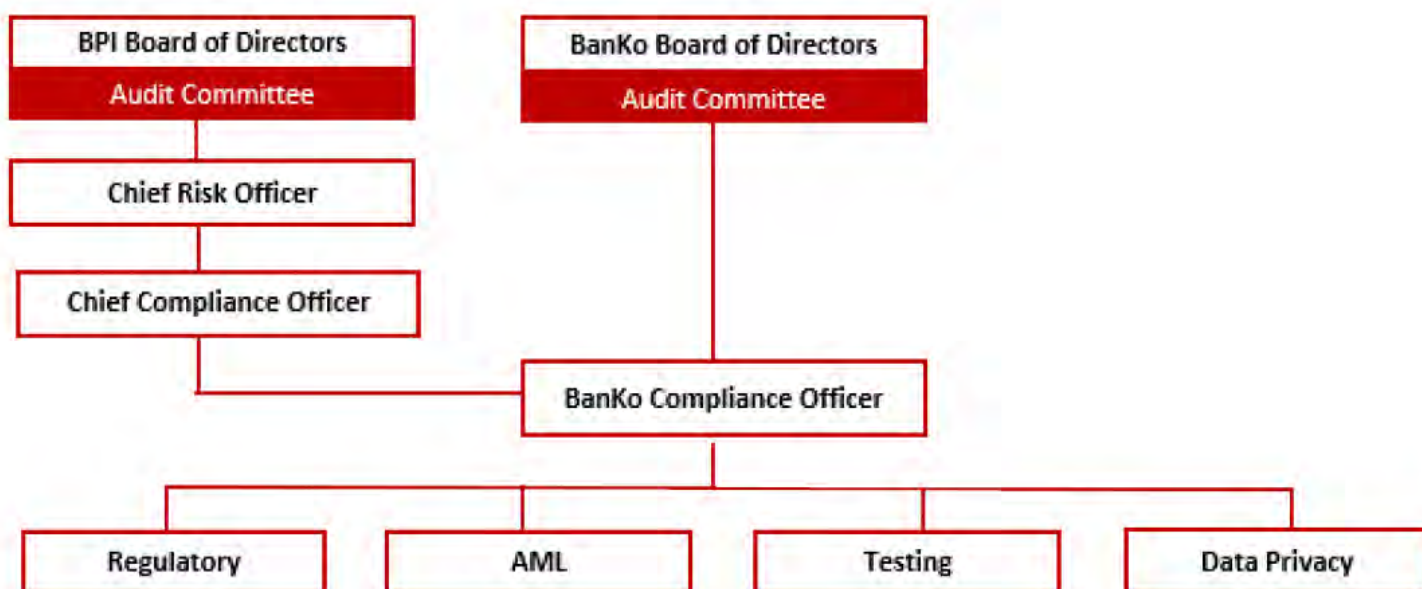 BPI Board of Directors
Audit Committee
BanKo Board of Directors
Audit Committee
Chief Risk Officer
Chief Compliance Officer
BanKo Compliance Officer
Regulatory
AML
Testing
Data Privacy